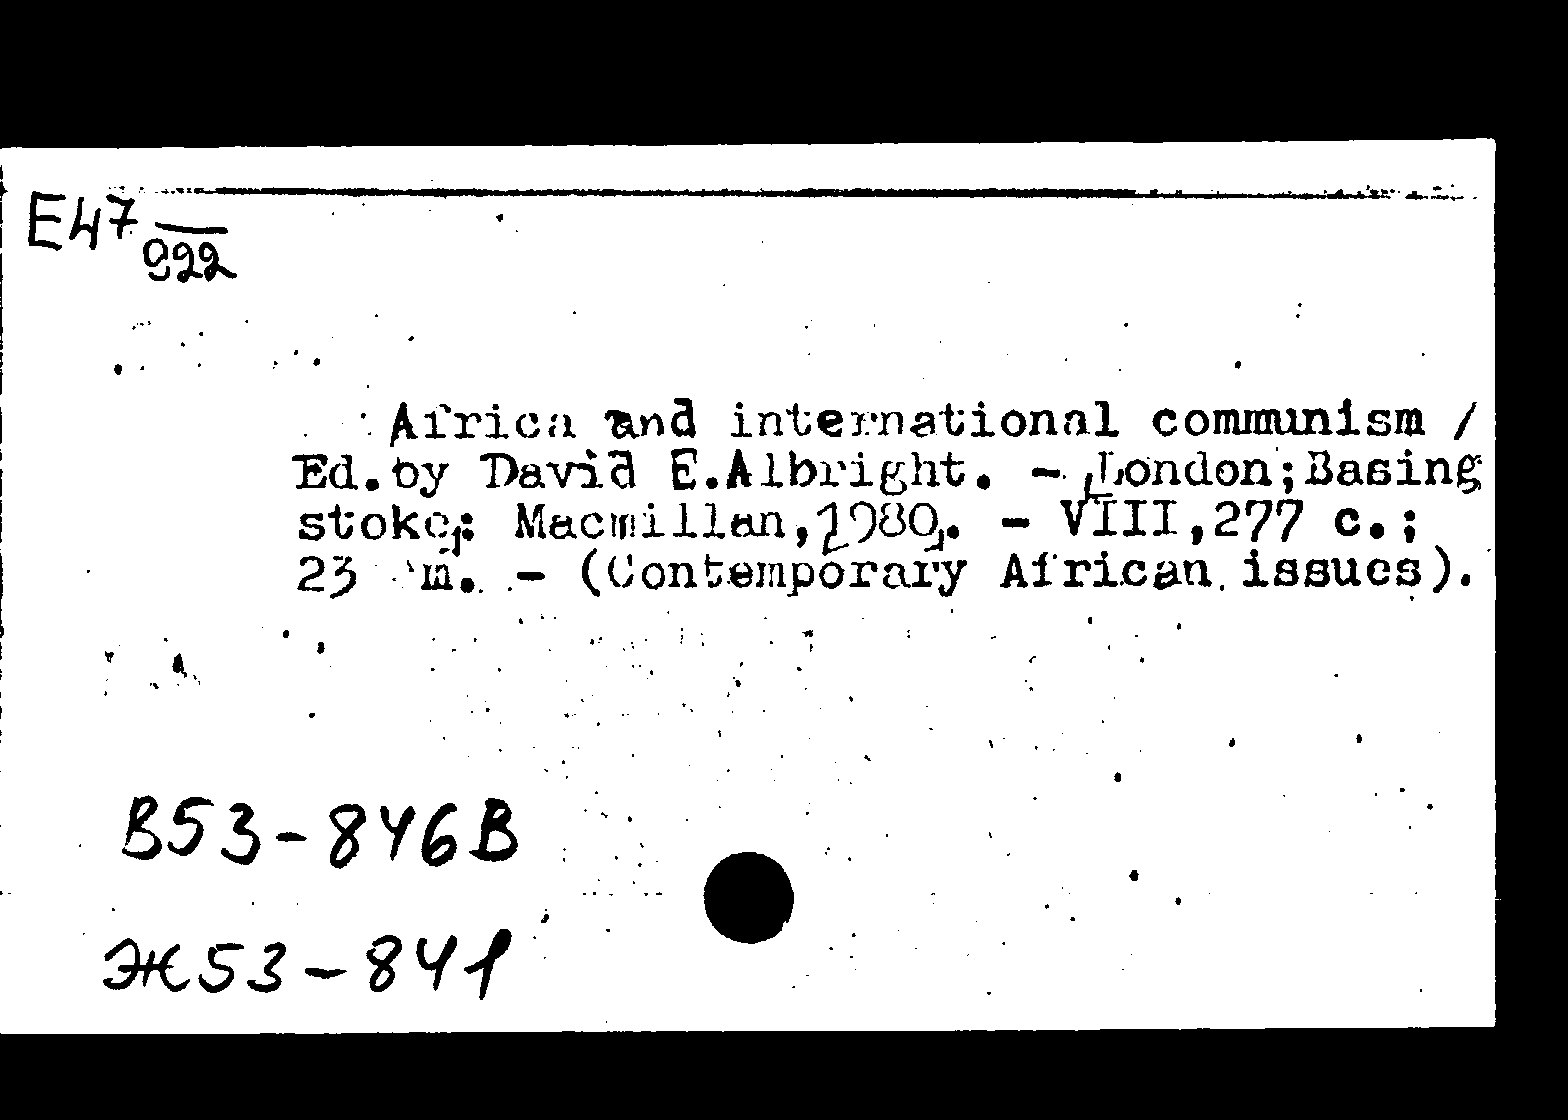 E47
922
Africa and international communism /
Ed.by David E.Albright. - [London;Basing
stoke]: Macmillan,[1980]. - VIII,277 c.;
23 m. - (Contemporary African issues).
B53-846B
Ж53-841